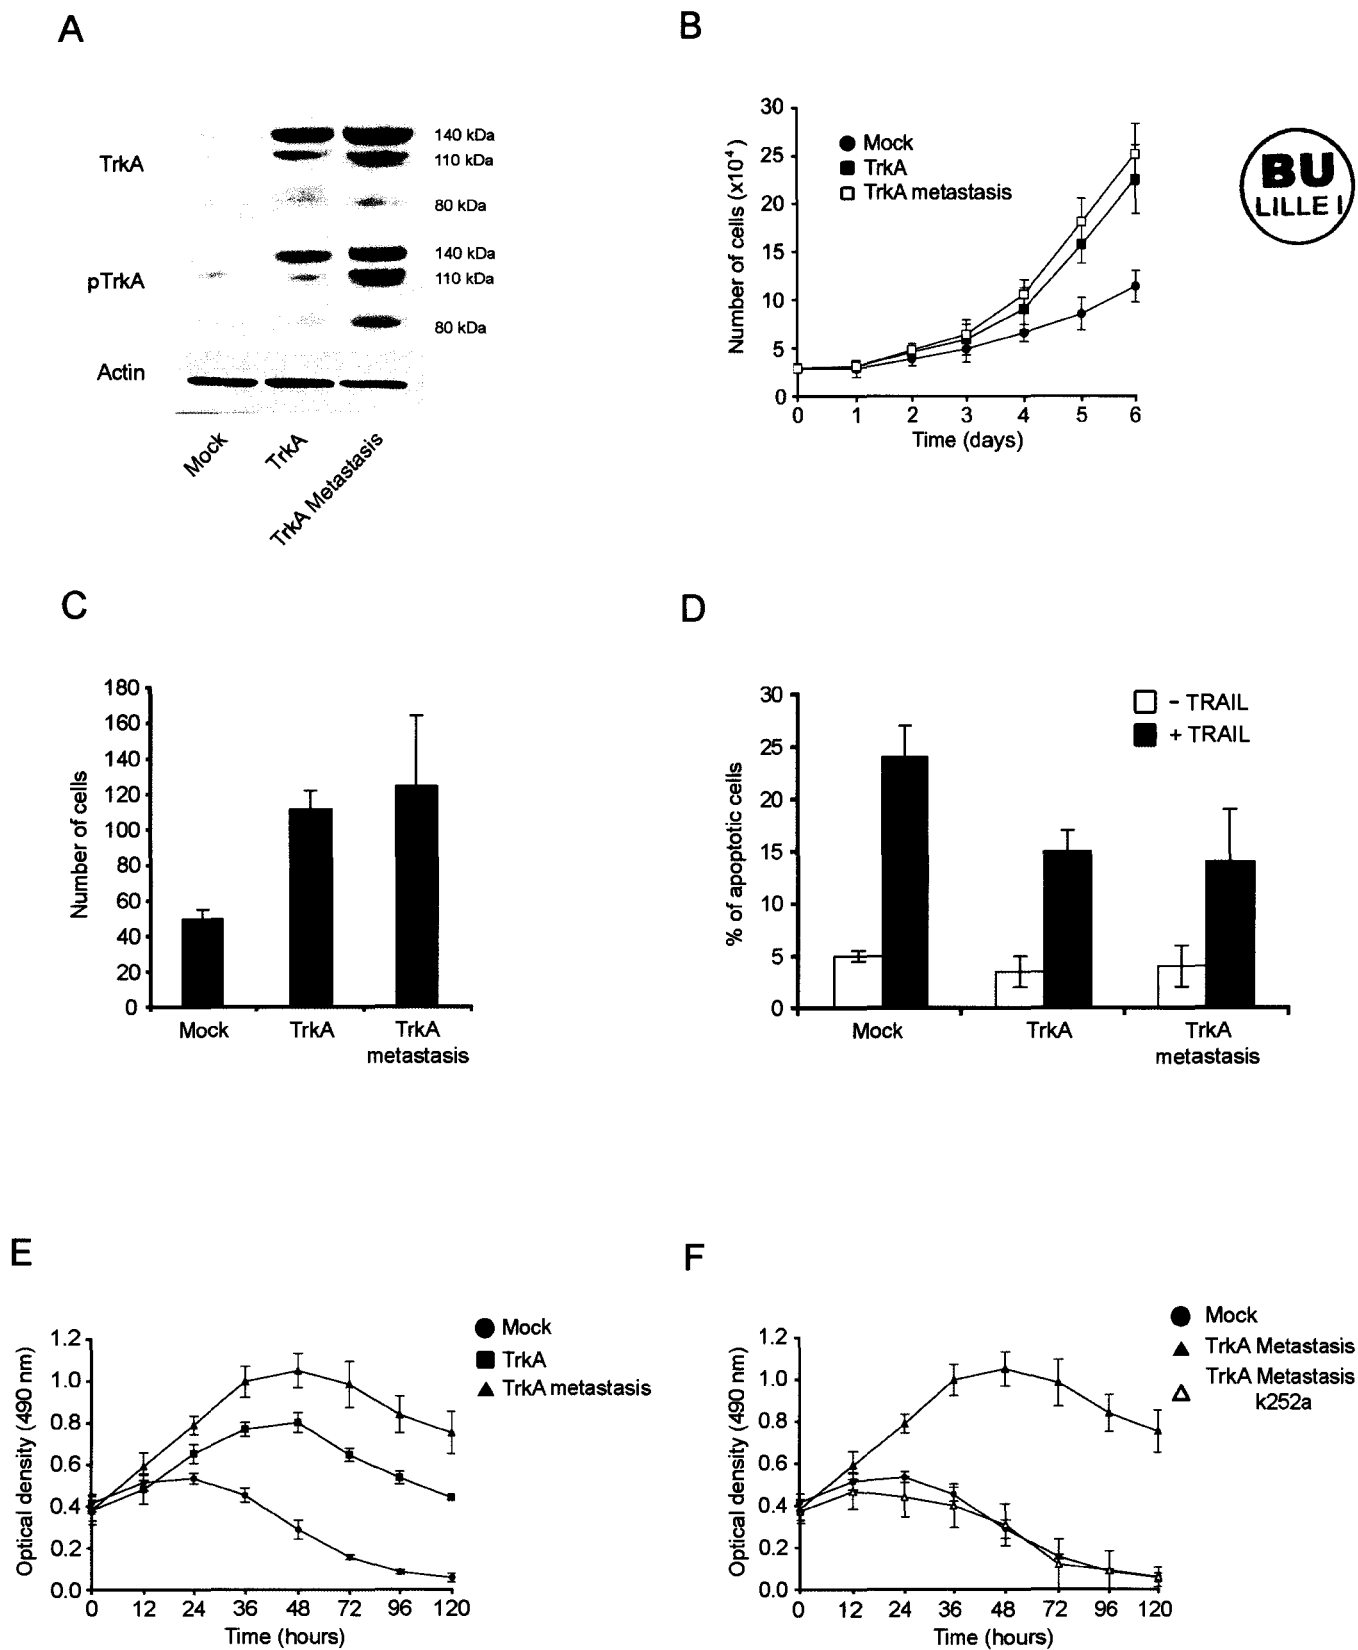 A
TrkA
140 kDa
110 kDa
80 kDa
pTrkA
140 kDa
110 kDa
80 kDa
Actin
Mock
TrkA
TrkA Metastasis
B
Number of cells (x10⁴)
30
25
20
15
10
5
0
Mock
TrkA
TrkA metastasis
0 1 2 3 4 5 6
Time (days)
BU
LILLE I
C
Number of cells
180
160
140
120
100
80
60
40
20
0
Mock TrkA TrkA
metastasis
D
% of apoptotic cells
30
25
20
15
10
5
0
- TRAIL
+ TRAIL
Mock TrkA TrkA
metastasis
E
Optical density (490 nm)
1.2
1.0
0.8
0.6
0.4
0.2
0.0
Mock
TrkA
TrkA metastasis
0 12 24 36 48 72 96 120
Time (hours)
F
Optical density (490 nm)
1.2
1.0
0.8
0.6
0.4
0.2
0.0
Mock
TrkA Metastasis
TrkA Metastasis
k252a
0 12 24 36 48 72 96 120
Time (hours)